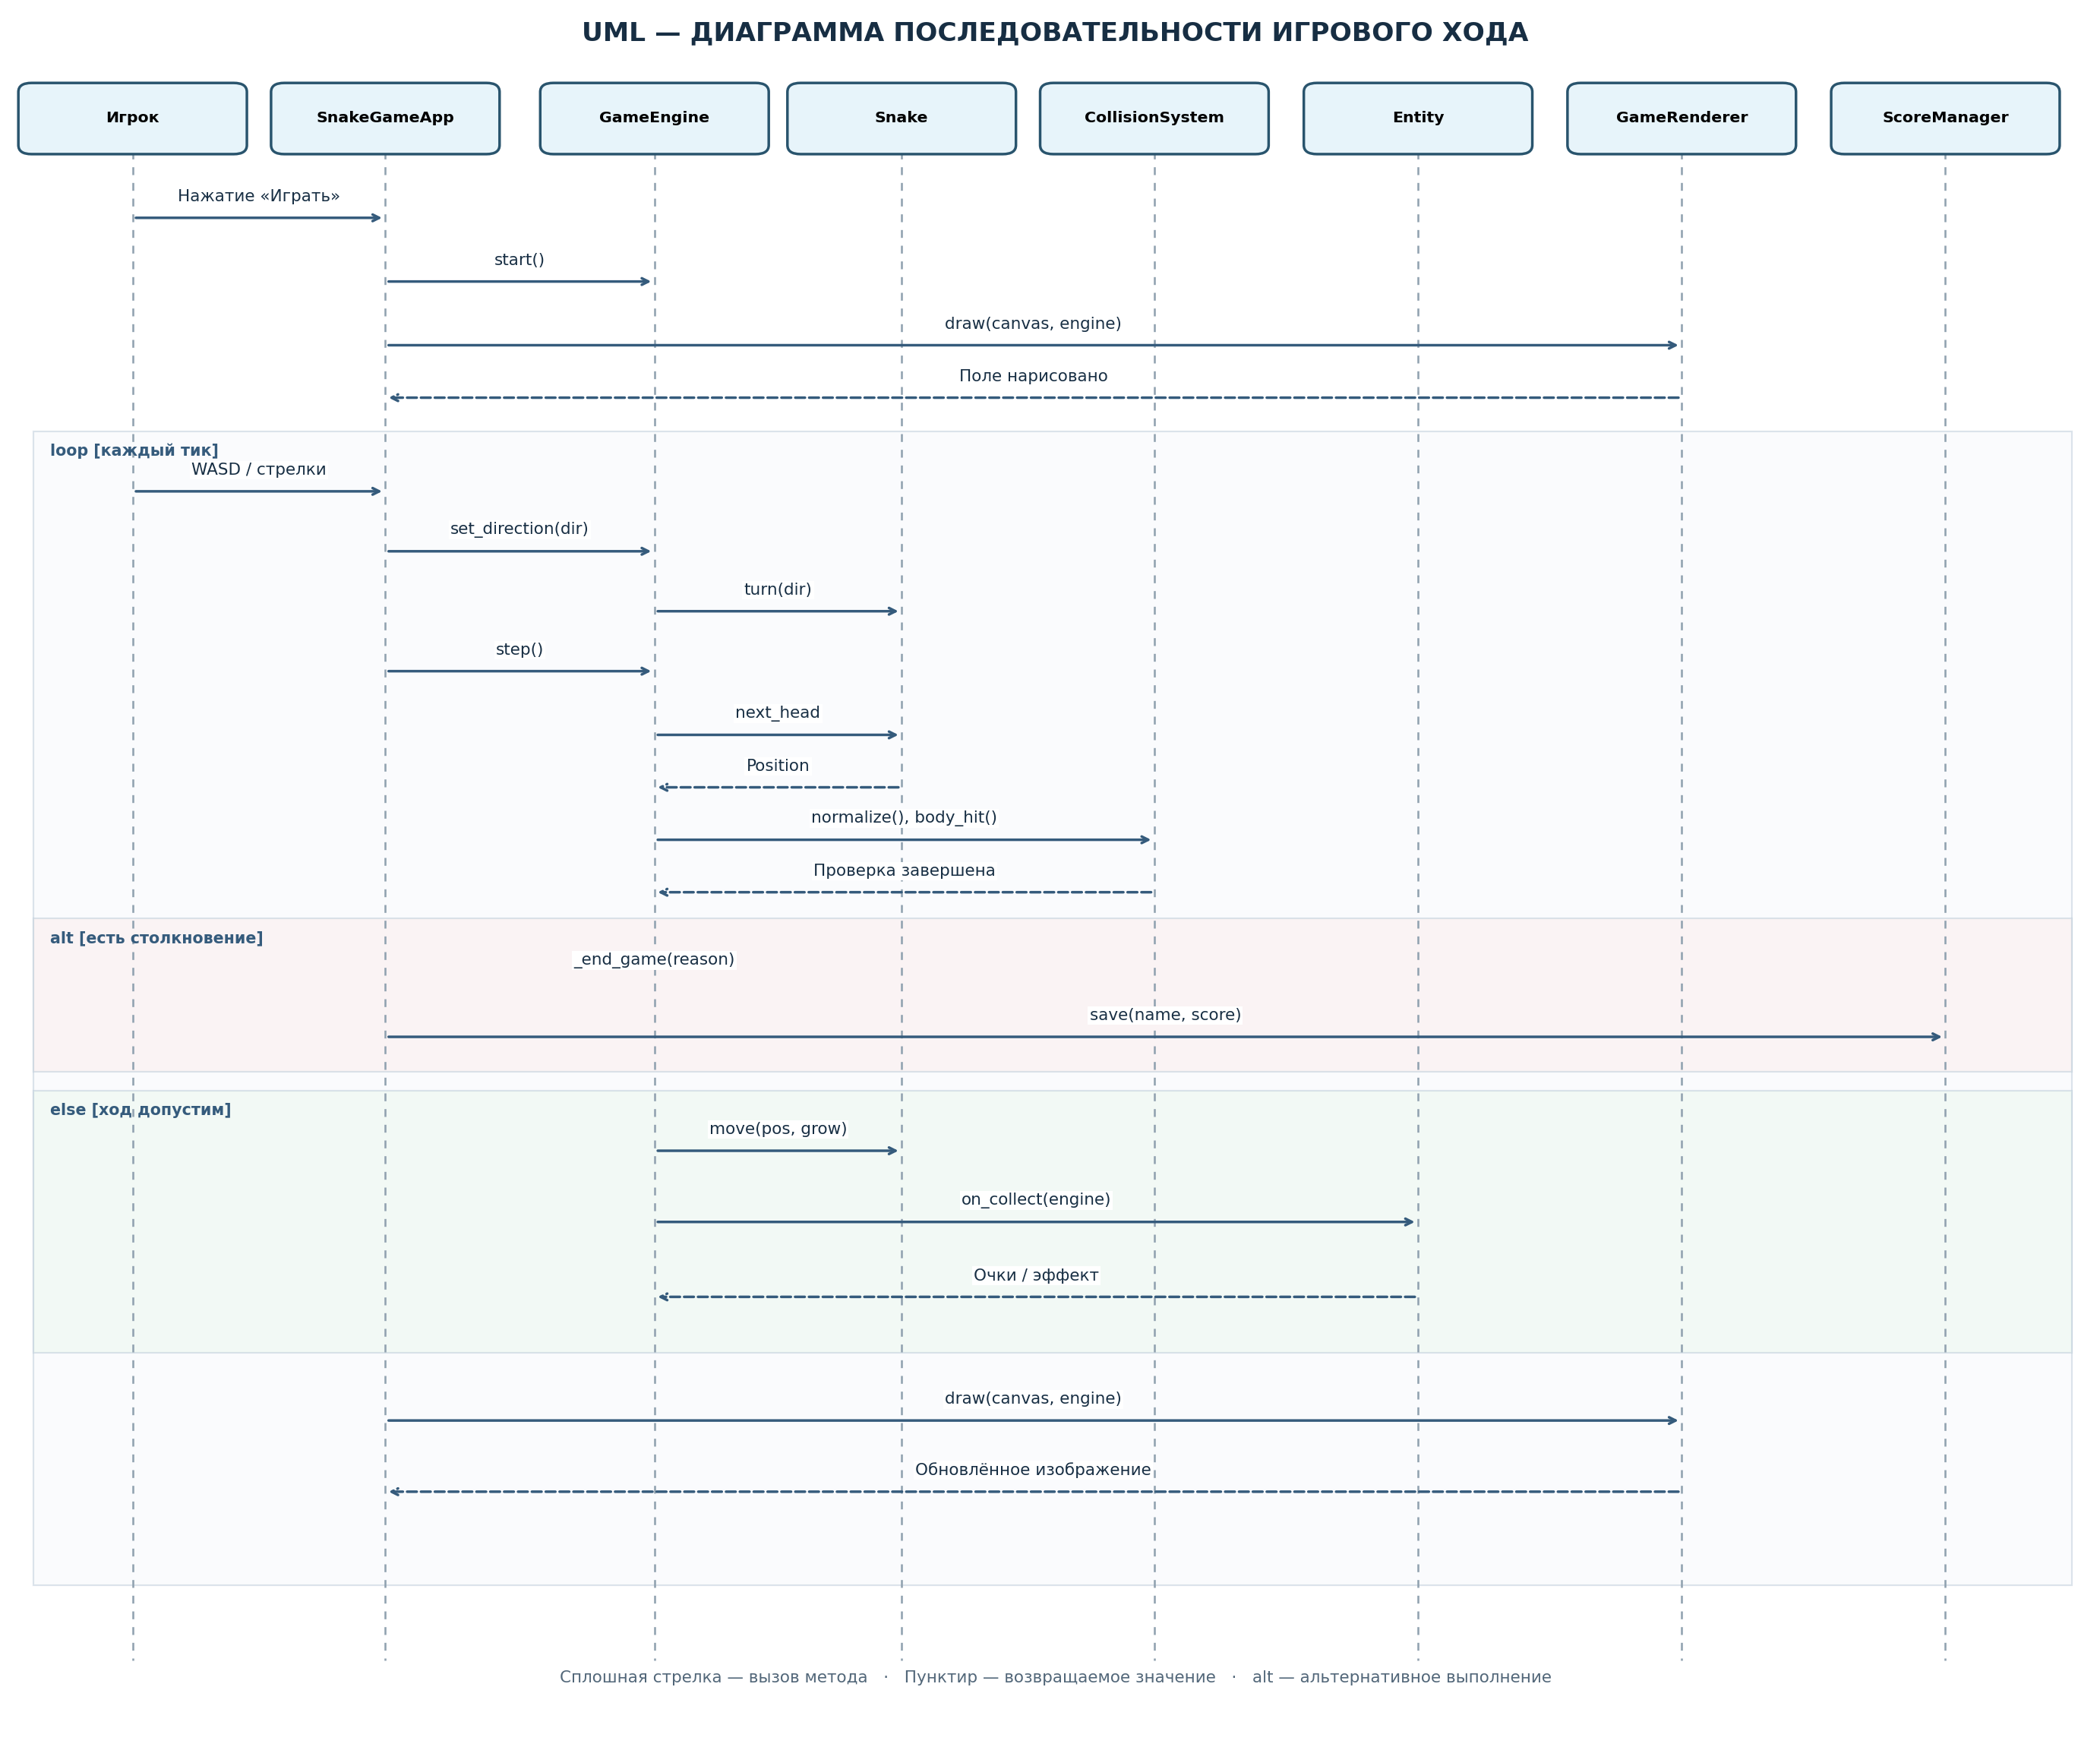 UML — ДИАГРАММА ПОСЛЕДОВАТЕЛЬНОСТИ ИГРОВОГО ХОДА
Игрок
SnakeGameApp
GameEngine
Snake
CollisionSystem
Entity
GameRenderer
ScoreManager
Нажатие «Играть»
start()
draw(canvas, engine)
Поле нарисовано
loop [каждый тик]
WASD / стрелки
set_direction(dir)
turn(dir)
step()
next_head
Position
normalize(), body_hit()
Проверка завершена
alt [есть столкновение]
_end_game(reason)
save(name, score)
else [ход допустим]
move(pos, grow)
on_collect(engine)
Очки / эффект
draw(canvas, engine)
Обновлённое изображение
Сплошная стрелка — вызов метода · Пунктир — возвращаемое значение · alt — альтернативное выполнение